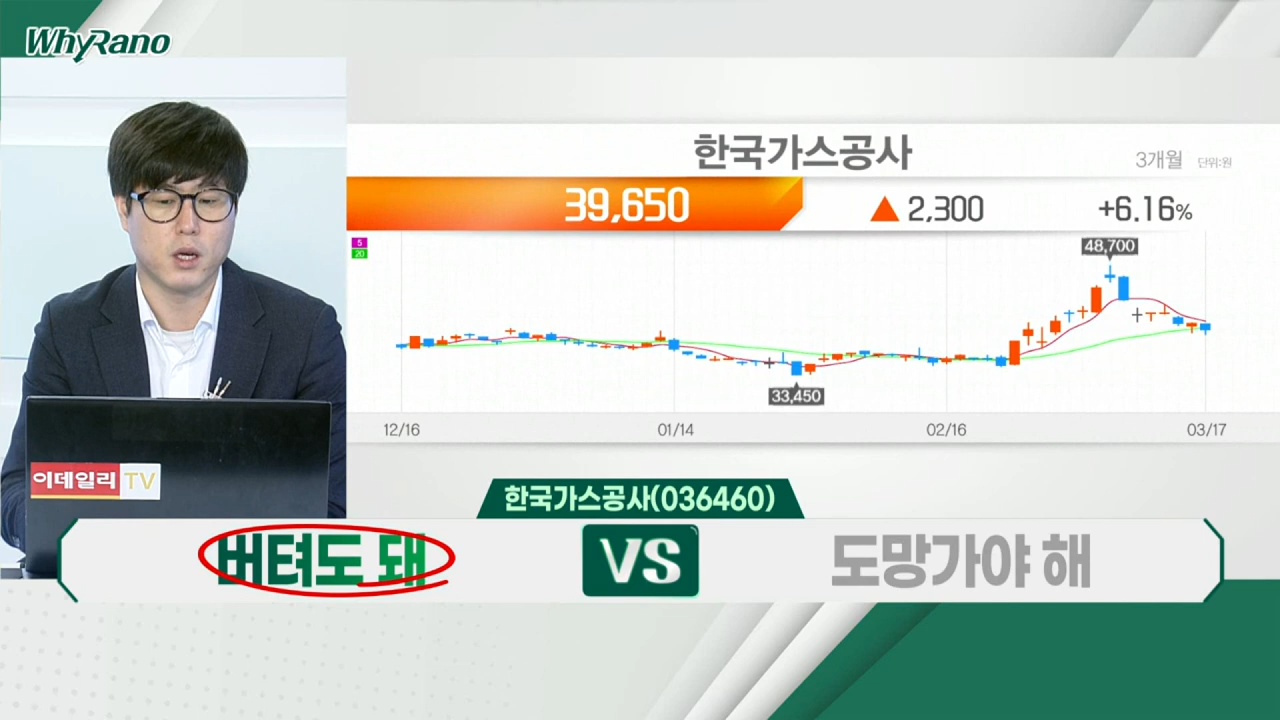 WhyRano
한국가스공사
3개월 단위:원
39,650 ▲ 2,300 +6.16%
5
20
48,700
33,450
12/16 01/14 02/16 03/17
이데일리 TV
한국가스공사(036460)
버텨도 돼 VS 도망가야 해